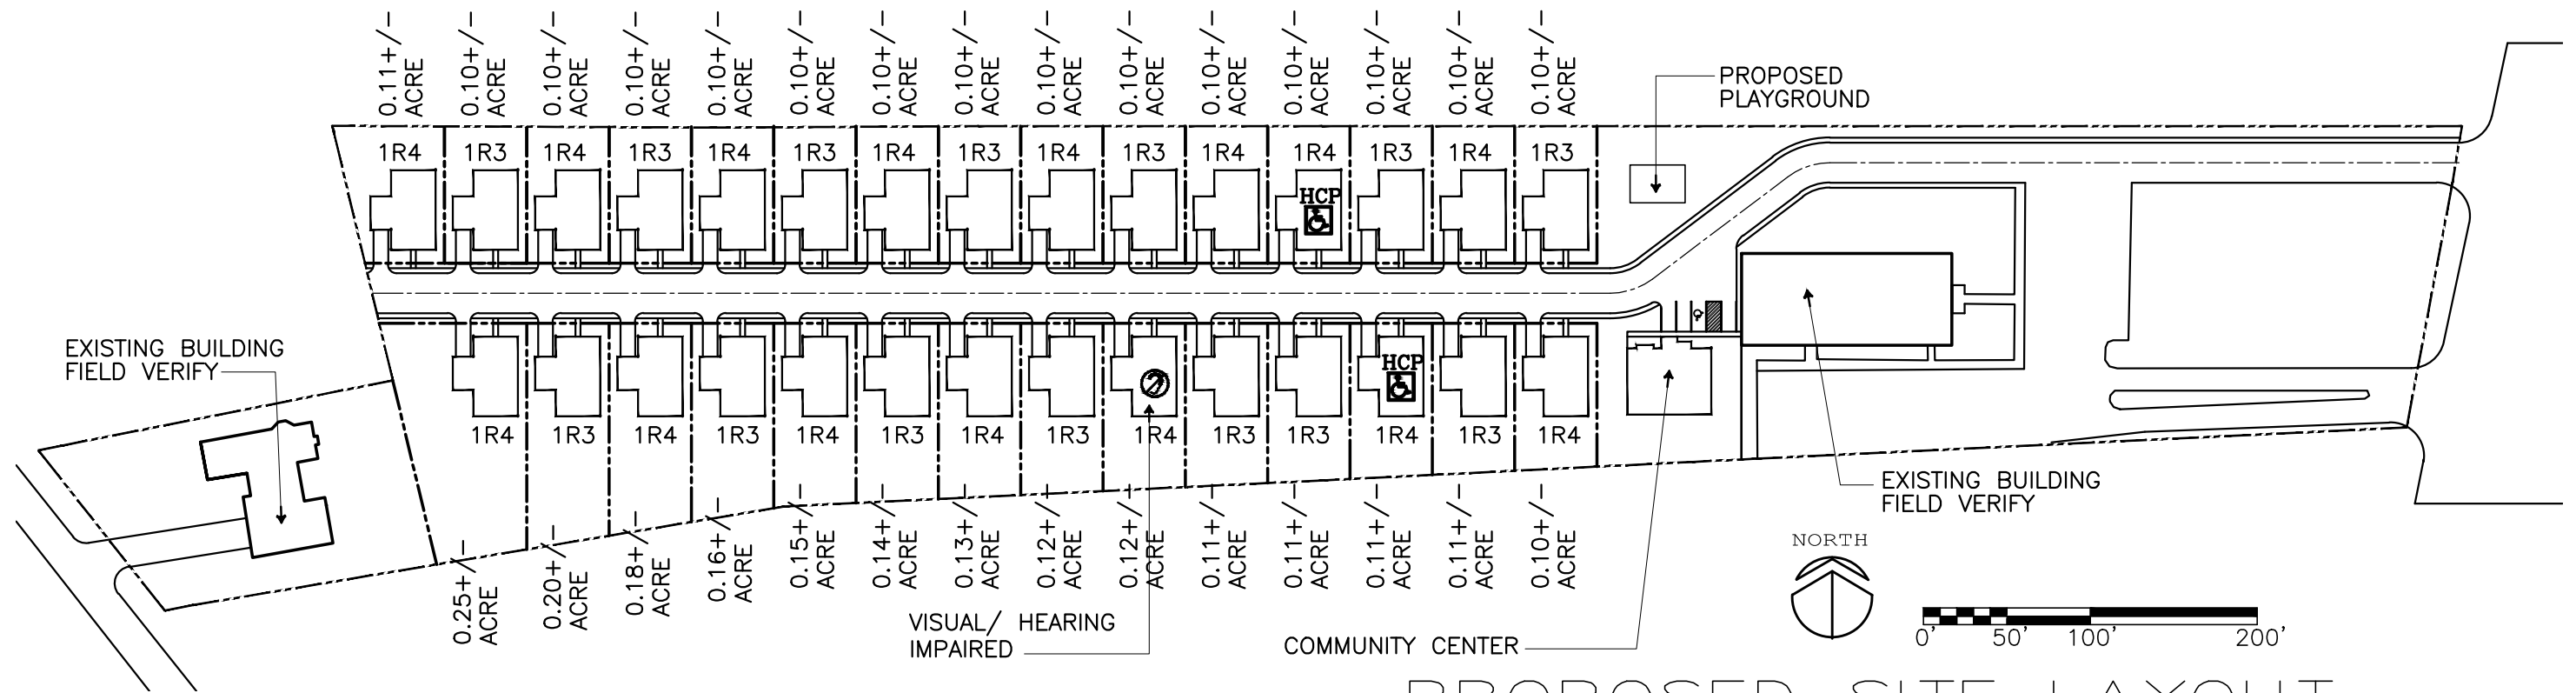 0.11+/-
ACRE
0.10+/-
ACRE
0.10+/-
ACRE
0.10+/-
ACRE
0.10+/-
ACRE
0.10+/-
ACRE
0.10+/-
ACRE
0.10+/-
ACRE
0.10+/-
ACRE
0.10+/-
ACRE
0.10+/-
ACRE
0.10+/-
ACRE
0.10+/-
ACRE
0.10+/-
ACRE
0.10+/-
ACRE
PROPOSED
PLAYGROUND
1R4 1R3 1R4 1R3 1R4 1R3 1R4 1R3 1R4 1R3 1R4 1R4 1R3 1R4 1R3
HCP
EXISTING BUILDING
FIELD VERIFY
HCP
1R4 1R3 1R4 1R3 1R4 1R3 1R4 1R3 1R4 1R3 1R3 1R4 1R3 1R4
EXISTING BUILDING
FIELD VERIFY
0.25+/-
ACRE
0.20+/-
ACRE
0.18+/-
ACRE
0.16+/-
ACRE
0.15+/-
ACRE
0.14+/-
ACRE
0.13+/-
ACRE
0.12+/-
ACRE
0.12+/-
ACRE
0.11+/-
ACRE
0.11+/-
ACRE
0.11+/-
ACRE
0.11+/-
ACRE
0.10+/-
ACRE
VISUAL/ HEARING
IMPAIRED
COMMUNITY CENTER
NORTH
0' 50' 100' 200'
PROPOSED SITE LAYOUT